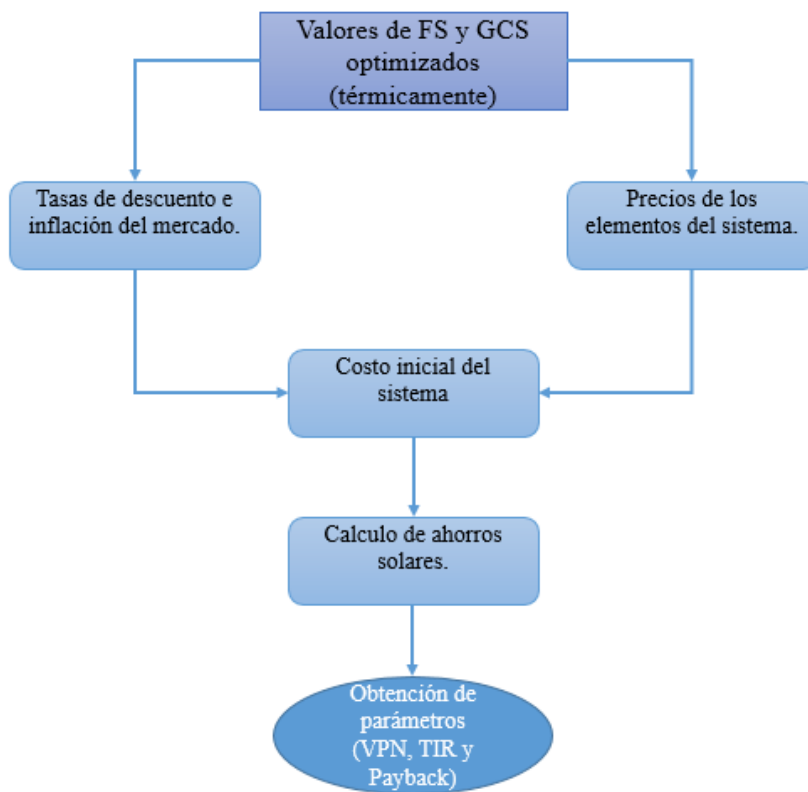 Valores de FS y GCS
optimizados
(térmicamente)
Tasas de descuento e
inflación del mercado.
Precios de los
elementos del sistema.
Costo inicial del
sistema
Calculo de ahorros
solares.
Obtención de
parámetros
(VPN, TIR y
Payback)